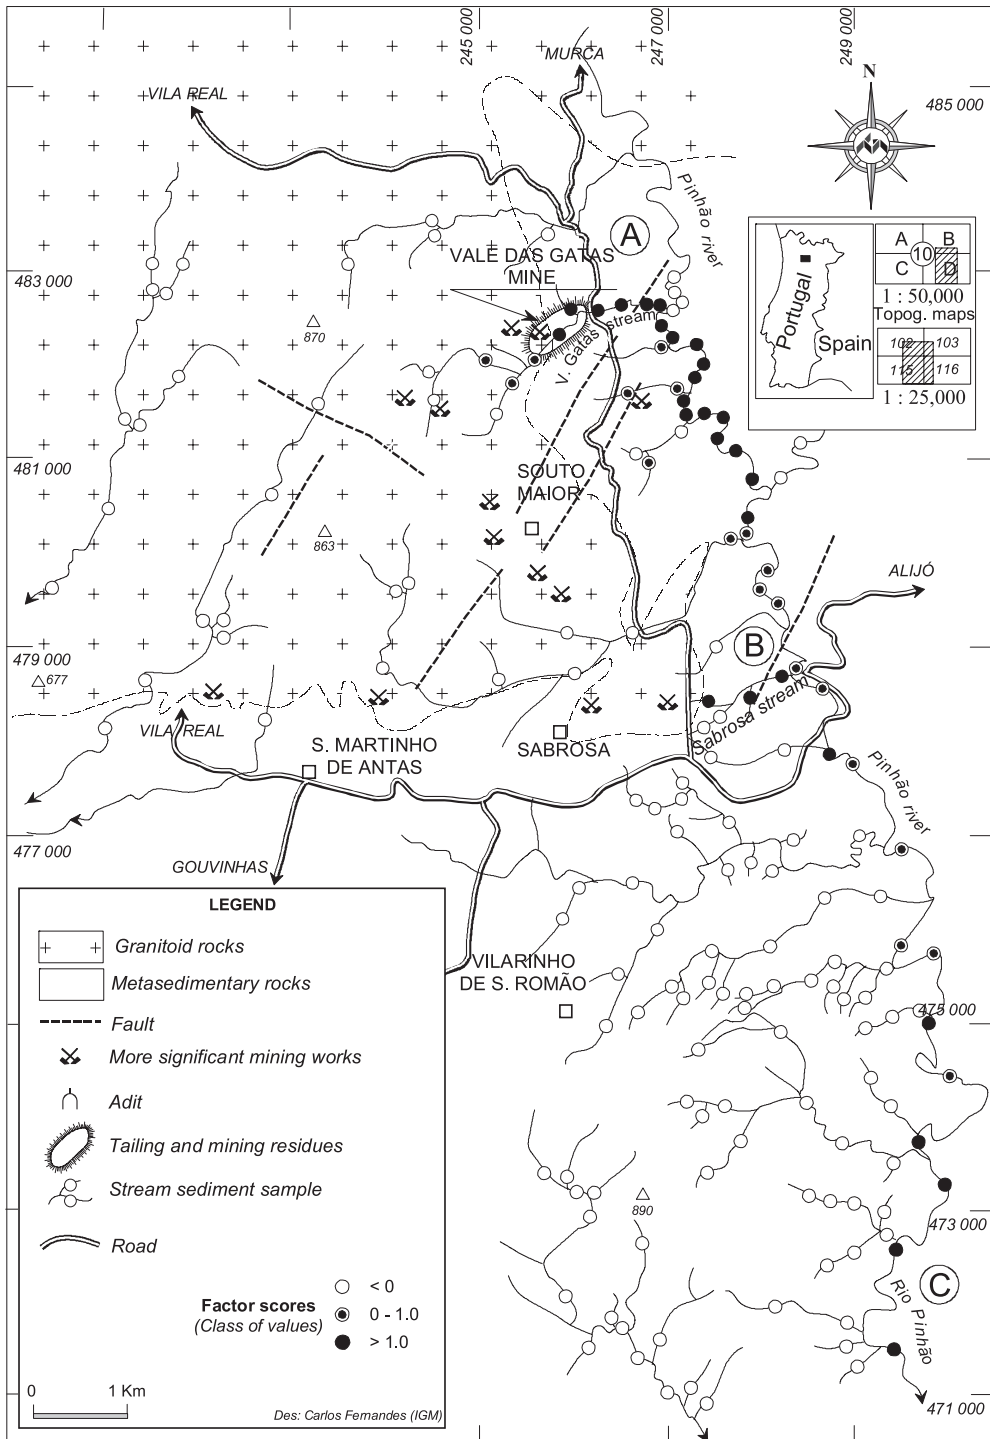 245 000
247 000
249 000
MURCA
N
VILA REAL
485 000
Pinhão river
A
VALE DAS GATAS
MINE
483 000
V. Gatas stream
870
Portugal
Spain
A
B
10
C
D
1 : 50,000
Topog. maps
102
103
115
116
1 : 25,000
481 000
SOUTO
MAIOR
863
ALIJÓ
479 000
677
B
Sabrosa stream
VILA REAL
S. MARTINHO
DE ANTAS
SABROSA
Pinhão river
477 000
GOUVINHAS
VILARINHO
DE S. ROMÃO
475 000
LEGEND
Granitoid rocks
Metasedimentary rocks
Fault
More significant mining works
Adit
Tailing and mining residues
Stream sediment sample
Road
Factor scores
(Class of values)
< 0
0 - 1.0
> 1.0
0
1 Km
Des: Carlos Fernandes (IGM)
890
473 000
C
Rio Pinhão
471 000